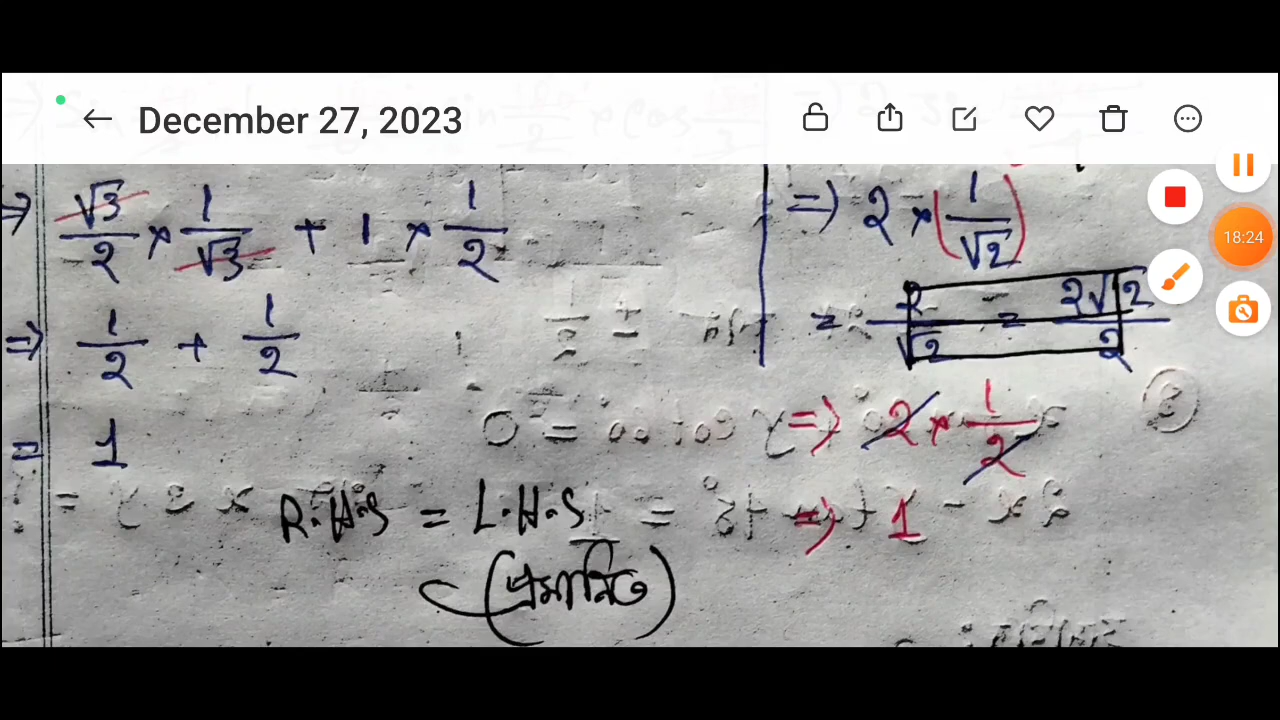 December 27, 2023
18:24
⇒ √3/2 × 1/√3 + 1 × 1/2
⇒ 1/2 + 1/2
= 1
⇒ 2 × (1/√2)
= 2/√2 = 2√2/2
⇒ 2 × 1/2
⇒ 1
R.H.S = L.H.S
(প্রমানিত)